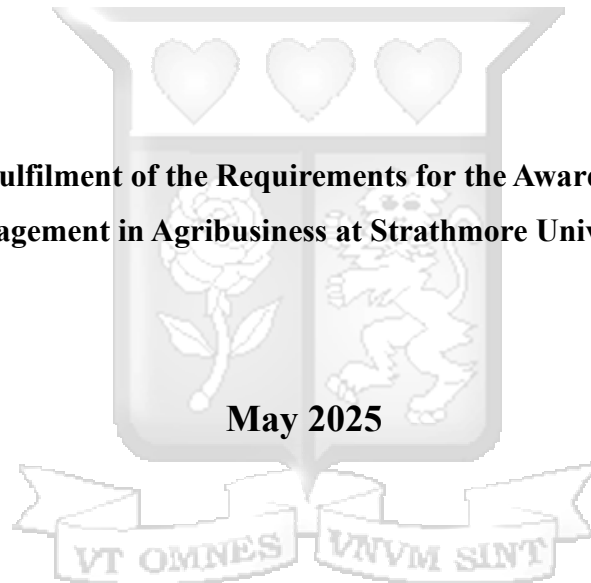 ulfilment of the Requirements for the Awar
agement in Agribusiness at Strathmore Univ
May 2025
VT OMNES VNVM SINT